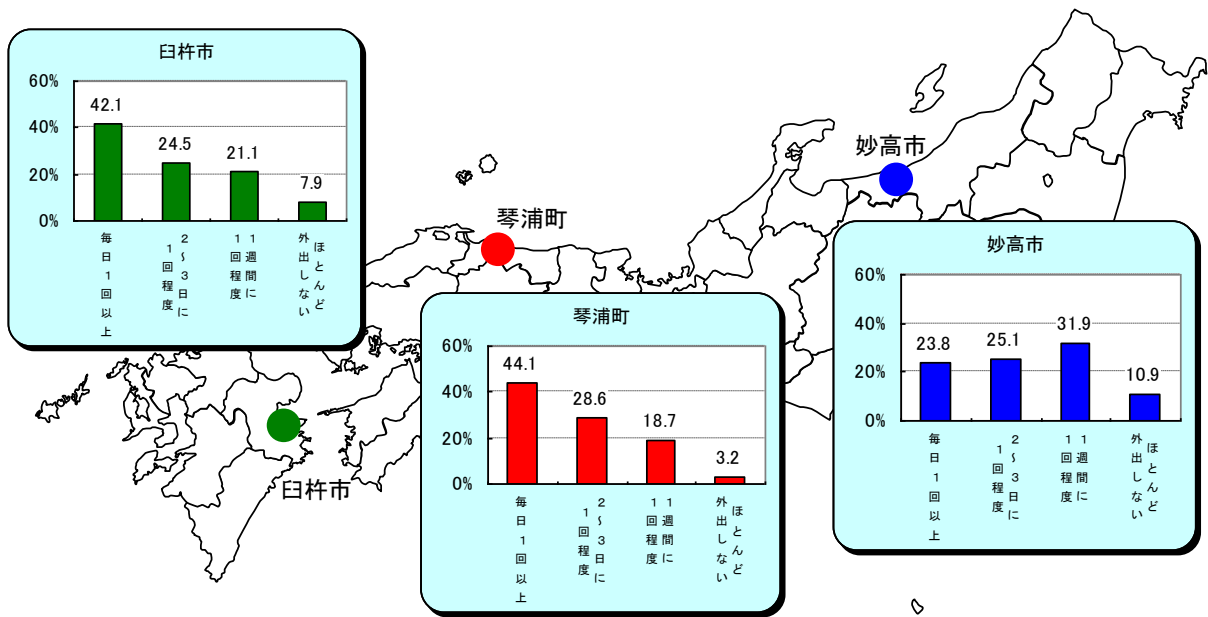 臼杵市
60%
40%
20%
0%
42.1
24.5
21.1
7.9
毎日1回以上
2～3日に
1回程度
1週間に
1回程度
ほとんど
外出しない
妙高市
琴浦町
臼杵市
琴浦町
60%
40%
20%
0%
44.1
28.6
18.7
3.2
毎日1回以上
2～3日に
1回程度
1週間に
1回程度
ほとんど
外出しない
妙高市
60%
40%
20%
0%
23.8
25.1
31.9
10.9
毎日1回以上
2～3日に
1回程度
1週間に
1回程度
ほとんど
外出しない